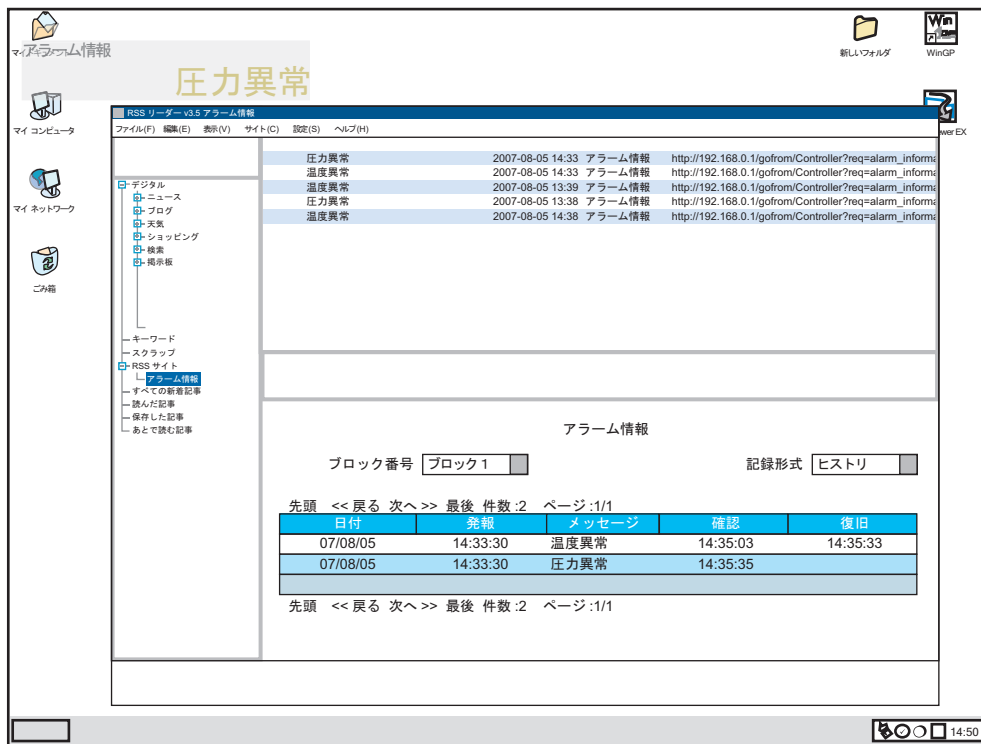 マイ ドキュメント
アラーム情報
圧力異常
新しいフォルダ
Win
WinGP
マイ コンピュータ
wer EX
マイ ネットワーク
ごみ箱
RSS リーダー v3.5 アラーム情報
ファイル(F) 編集(E) 表示(V) サイト(C) 設定(S) ヘルプ(H)
圧力異常 2007-08-05 14:33 アラーム情報 http://192.168.0.1/gofrom/Controller?req=alarm_informa
温度異常 2007-08-05 14:33 アラーム情報 http://192.168.0.1/gofrom/Controller?req=alarm_informa
温度異常 2007-08-05 13:39 アラーム情報 http://192.168.0.1/gofrom/Controller?req=alarm_informa
圧力異常 2007-08-05 13:38 アラーム情報 http://192.168.0.1/gofrom/Controller?req=alarm_informa
温度異常 2007-08-05 14:38 アラーム情報 http://192.168.0.1/gofrom/Controller?req=alarm_informa
デジタル
ニュース
ブログ
天気
ショッピング
検索
掲示板
キーワード
スクラップ
RSS サイト
アラーム情報
すべての新着記事
読んだ記事
保存した記事
あとで読む記事
アラーム情報
ブロック番号 ブロック 1 記録形式 ヒストリ
先頭 << 戻る 次へ >> 最後 件数 :2 ページ :1/1
日付 発報 メッセージ 確認 復旧
07/08/05 14:33:30 温度異常 14:35:03 14:35:33
07/08/05 14:33:30 圧力異常 14:35:35
先頭 << 戻る 次へ >> 最後 件数 :2 ページ :1/1
14:50